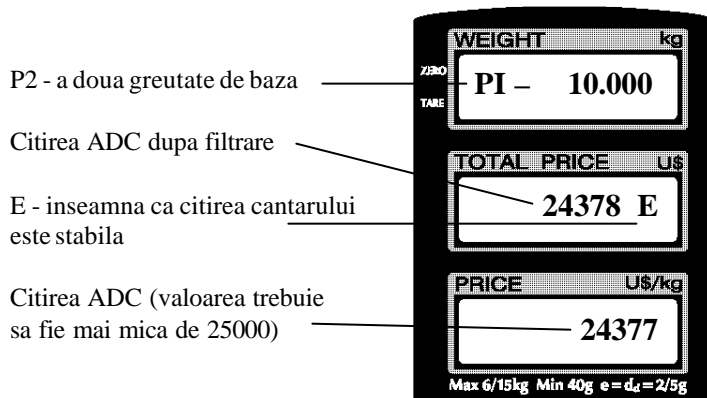 WEIGHT kg
ZERO
P2 - a doua greutate de baza
PI – 10.000
TARE
Citirea ADC dupa filtrare
TOTAL PRICE U$
24378 E
E - inseamna ca citirea cantarului
este stabila
PRICE U$/kg
Citirea ADC (valoarea trebuie
sa fie mai mica de 25000)
24377
Max 6/15kg Min 40g e=dd=2/5g